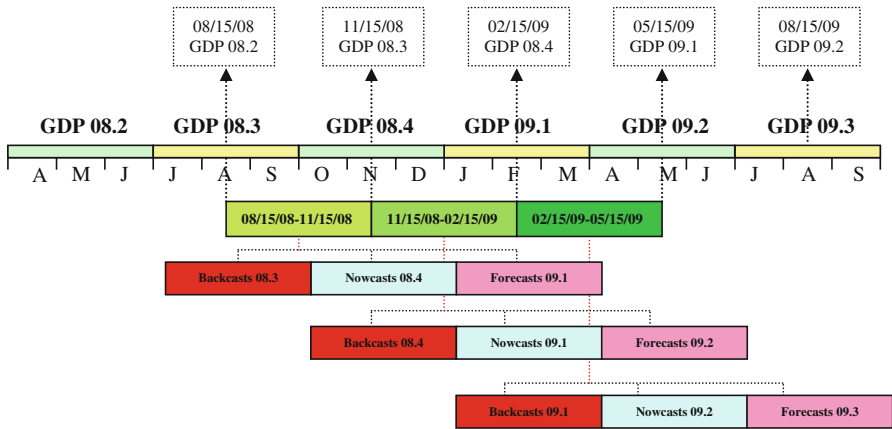 08/15/08 11/15/08 02/15/09 05/15/09 08/15/09
GDP 08.2 GDP 08.3 GDP 08.4 GDP 09.1 GDP 09.2
GDP 08.2 GDP 08.3 GDP 08.4 GDP 09.1 GDP 09.2 GDP 09.3
A M J J A S O N D J F M A M J J A S
08/15/08-11/15/08 11/15/08-02/15/09 02/15/09-05/15/09
Backcasts 08.3 Nowcasts 08.4 Forecasts 09.1
Backcasts 08.4 Nowcasts 09.1 Forecasts 09.2
Backcasts 09.1 Nowcasts 09.2 Forecasts 09.3